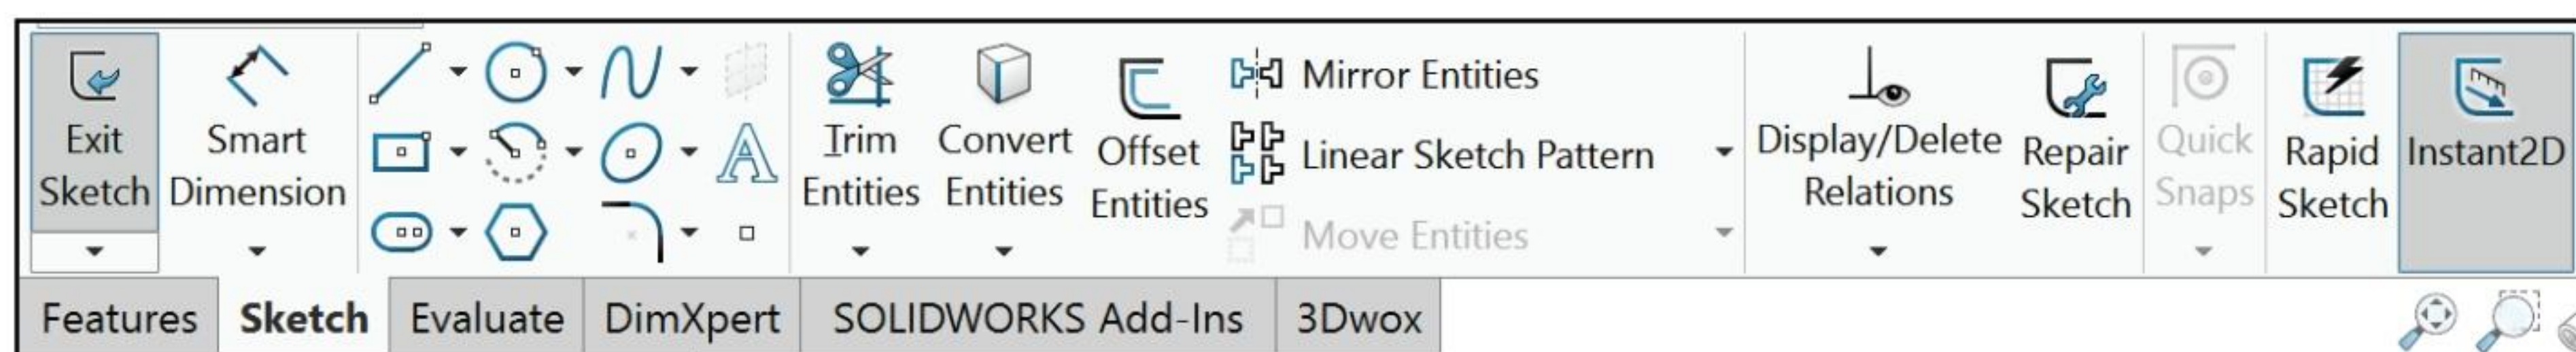 Exit
Sketch
Smart
Dimension
A
Trim
Entities
Convert
Entities
Offset
Entities
Mirror Entities
Linear Sketch Pattern
Move Entities
Display/Delete
Relations
Repair
Sketch
Quick
Snaps
Rapid
Sketch
Instant2D
Features
Sketch
Evaluate
DimXpert
SOLIDWORKS Add-Ins
3Dwox